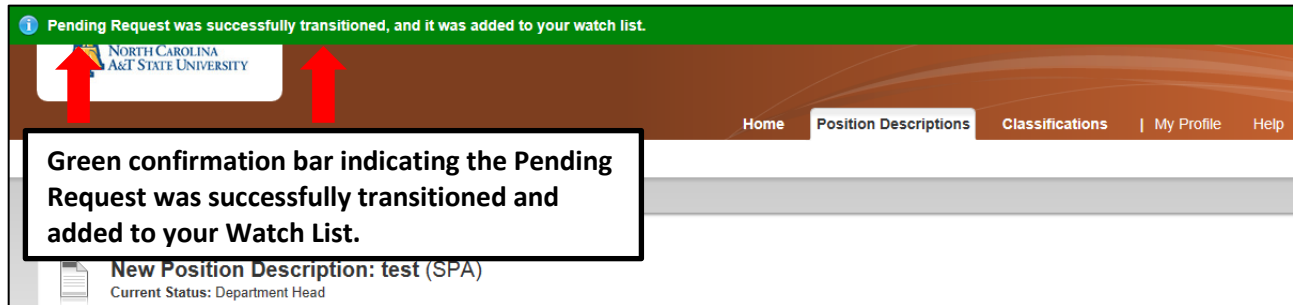 Pending Request was successfully transitioned, and it was added to your watch list.
NORTH CAROLINA
A&T STATE UNIVERSITY
Home Position Descriptions Classifications | My Profile Help
Green confirmation bar indicating the Pending
Request was successfully transitioned and
added to your Watch List.
New Position Description: test (SPA)
Current Status: Department Head